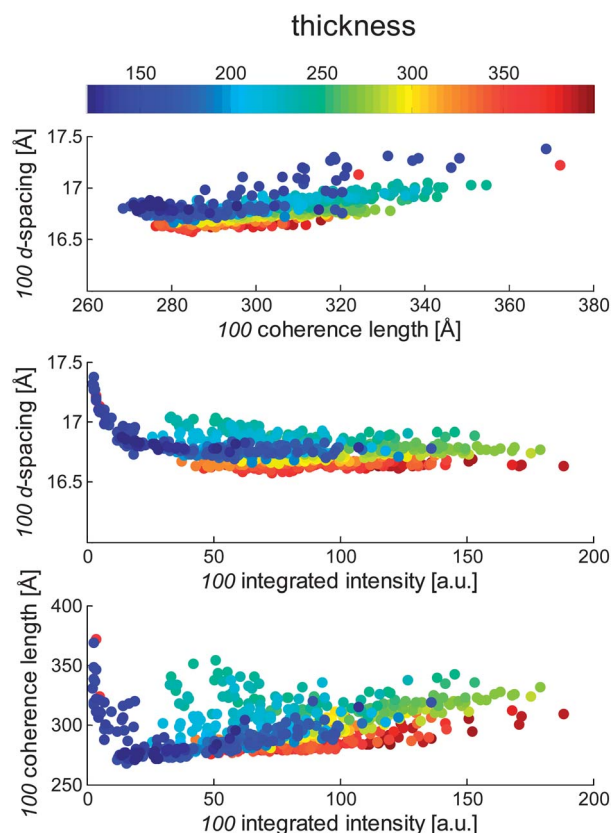 thickness
150 200 250 300 350
17.5
17
16.5
100 d-spacing [Å]
260 280 300 320 340 360 380
100 coherence length [Å]
17.5
17
16.5
100 d-spacing [Å]
0 50 100 150 200
100 integrated intensity [a.u.]
400
350
300
250
100 coherence length [Å]
0 50 100 150 200
100 integrated intensity [a.u.]